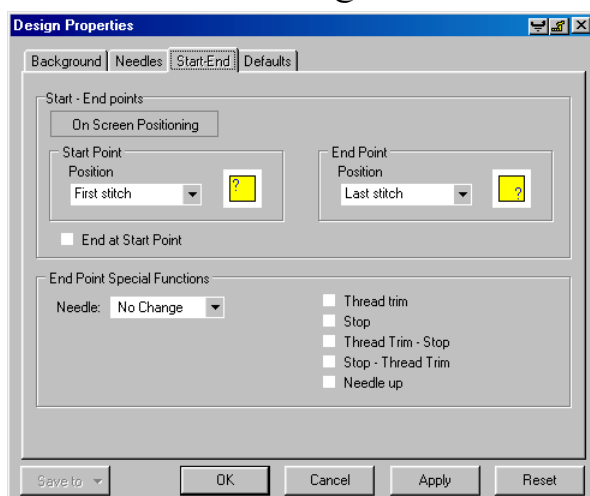 Design Properties
Background Needles Start-End Defaults
Start - End points
On Screen Positioning
Start Point
Position
First stitch
?
End Point
Position
Last stitch
?
End at Start Point
End Point Special Functions
Needle: No Change
Thread trim
Stop
Thread Trim - Stop
Stop - Thread Trim
Needle up
Save to OK Cancel Apply Reset